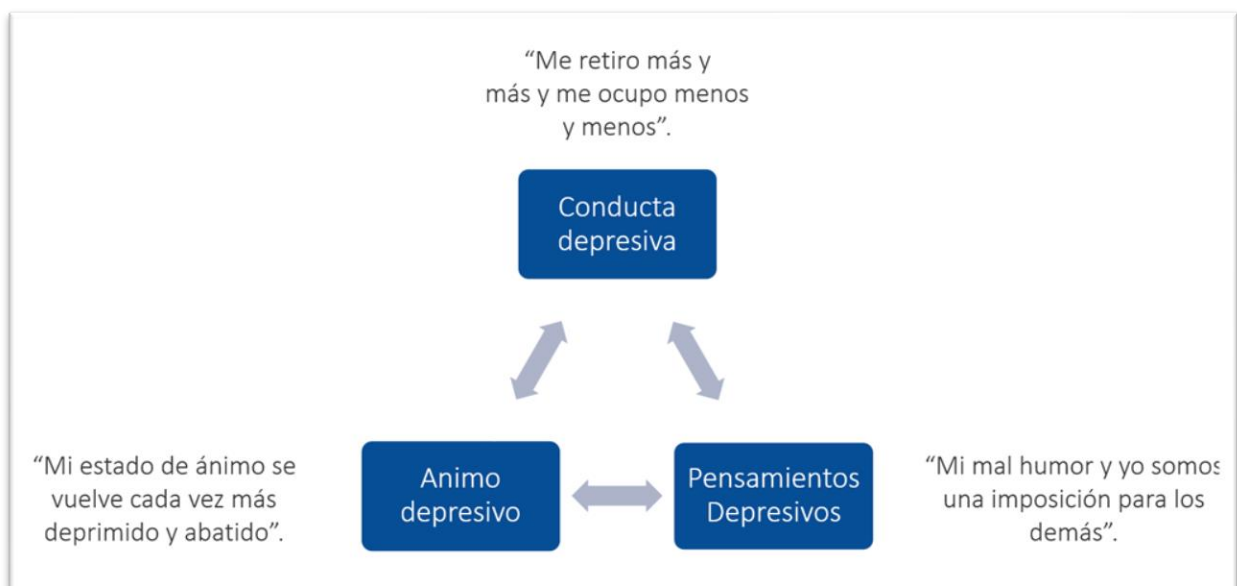 “Me retiro más y
más y me ocupo menos
y menos”.
Conducta
depresiva
“Mi estado de ánimo se
vuelve cada vez más
deprimido y abatido”.
Animo
depresivo
Pensamientos
Depresivos
“Mi mal humor y yo somos
una imposición para los
demás”.